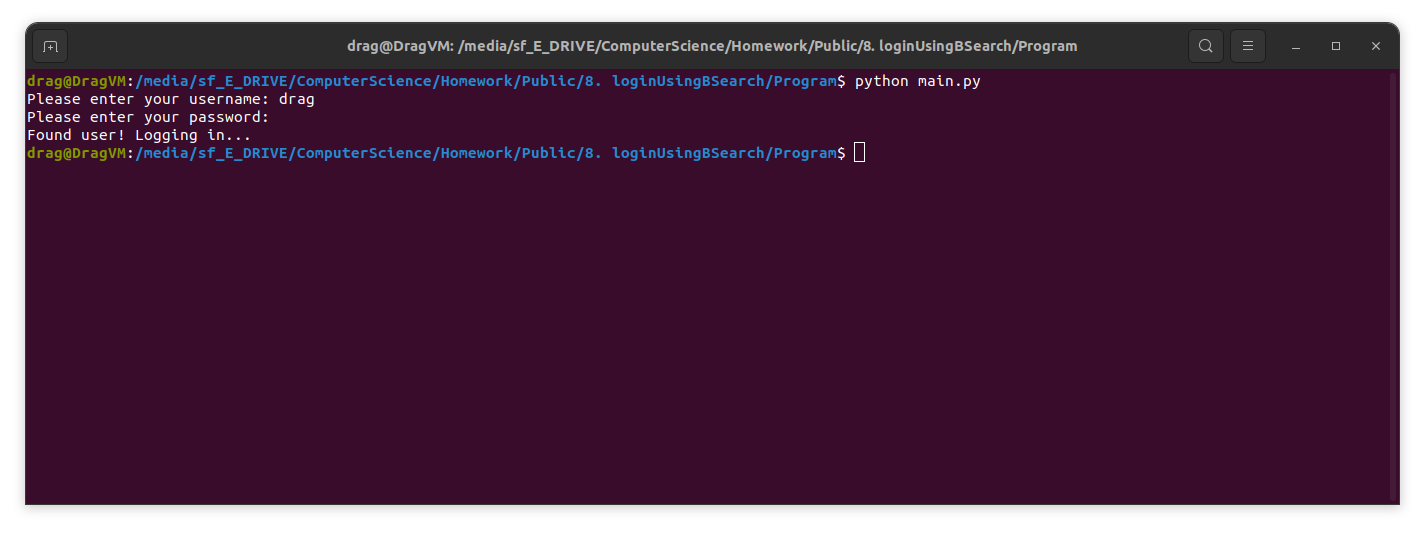 drag@DragVM: /media/sf_E_DRIVE/ComputerScience/Homework/Public/8. loginUsingBSearch/Program
drag@DragVM:/media/sf_E_DRIVE/ComputerScience/Homework/Public/8. loginUsingBSearch/Program$ python main.py
Please enter your username: drag
Please enter your password:
Found user! Logging in...
drag@DragVM:/media/sf_E_DRIVE/ComputerScience/Homework/Public/8. loginUsingBSearch/Program$